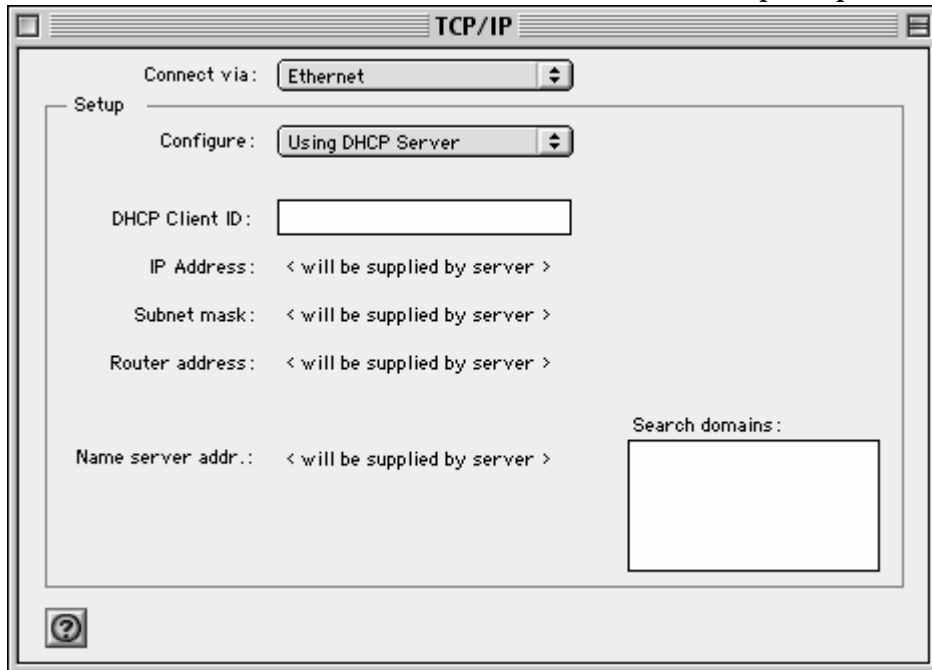 TCP/IP
Connect via: Ethernet
Setup
Configure: Using DHCP Server
DHCP Client ID:
IP Address: < will be supplied by server >
Subnet mask: < will be supplied by server >
Router address: < will be supplied by server >
Search domains:
Name server addr.: < will be supplied by server >
?